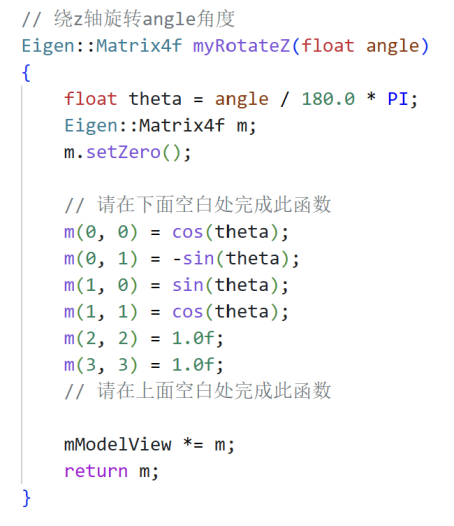 // 绕z轴旋转angle角度
Eigen::Matrix4f myRotateZ(float angle)
{
    float theta = angle / 180.0 * PI;
    Eigen::Matrix4f m;
    m.setZero();

    // 请在下面空白处完成此函数
    m(0, 0) = cos(theta);
    m(0, 1) = -sin(theta);
    m(1, 0) = sin(theta);
    m(1, 1) = cos(theta);
    m(2, 2) = 1.0f;
    m(3, 3) = 1.0f;
    // 请在上面空白处完成此函数

    mModelView *= m;
    return m;
}